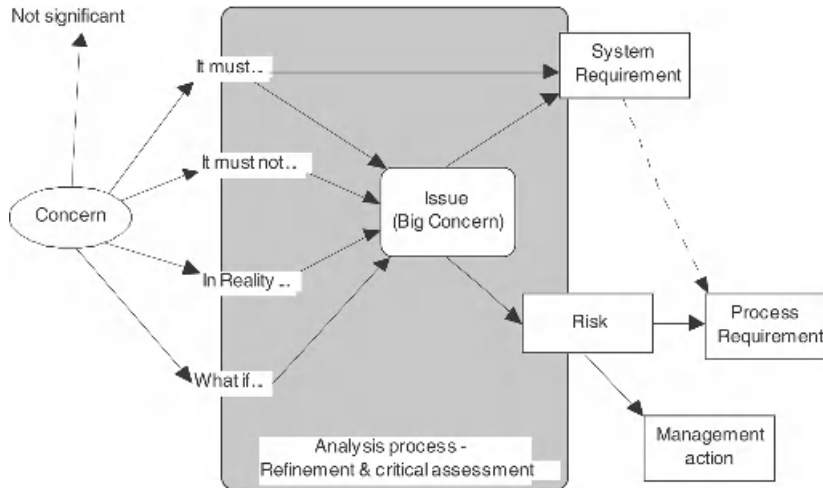 Not significant
It must...
System
Requirement
It must not...
Concern
Issue
(Big Concern)
In Reality ...
Risk
Process
Requirement
What if...
Analysis process -
Refinement & critical assessment
Management
action